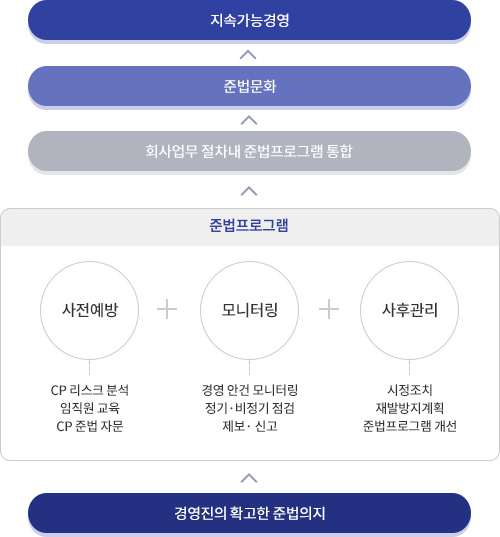 지속가능경영
준법문화
회사업무 절차내 준법프로그램 통합
준법프로그램
사전예방 + 모니터링 + 사후관리
CP 리스크 분석
임직원 교육
CP 준법 자문
경영 안건 모니터링
정기·비정기 점검
제보· 신고
시정조치
재발방지계획
준법프로그램 개선
경영진의 확고한 준법의지